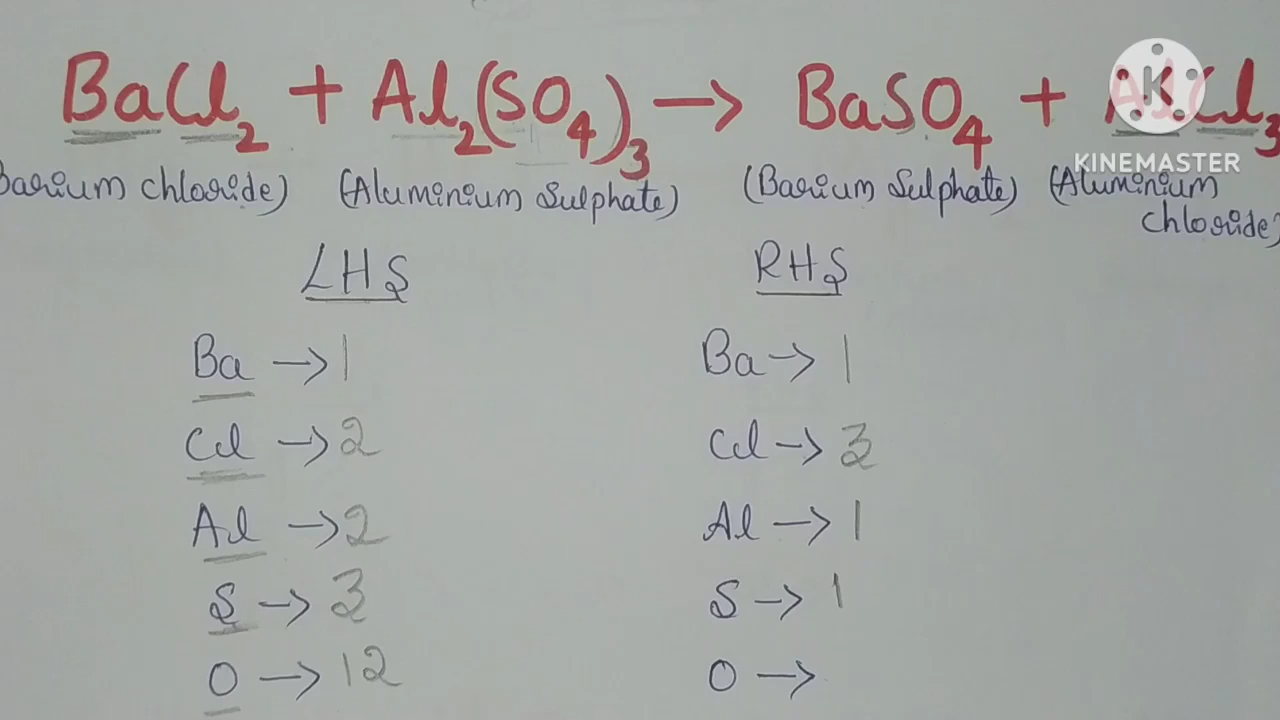 BaCl₂ + Al₂(SO₄)₃ → BaSO₄ + AlCl₃
KINEMASTER
Barium chloride) (Aluminium Sulphate) (Barium Sulphate) (Aluminium
chloride)
LHS RHS
Ba → 1 Ba → 1
Cl → 2 Cl → 3
Al → 2 Al → 1
S → 3 S → 1
O → 12 O →